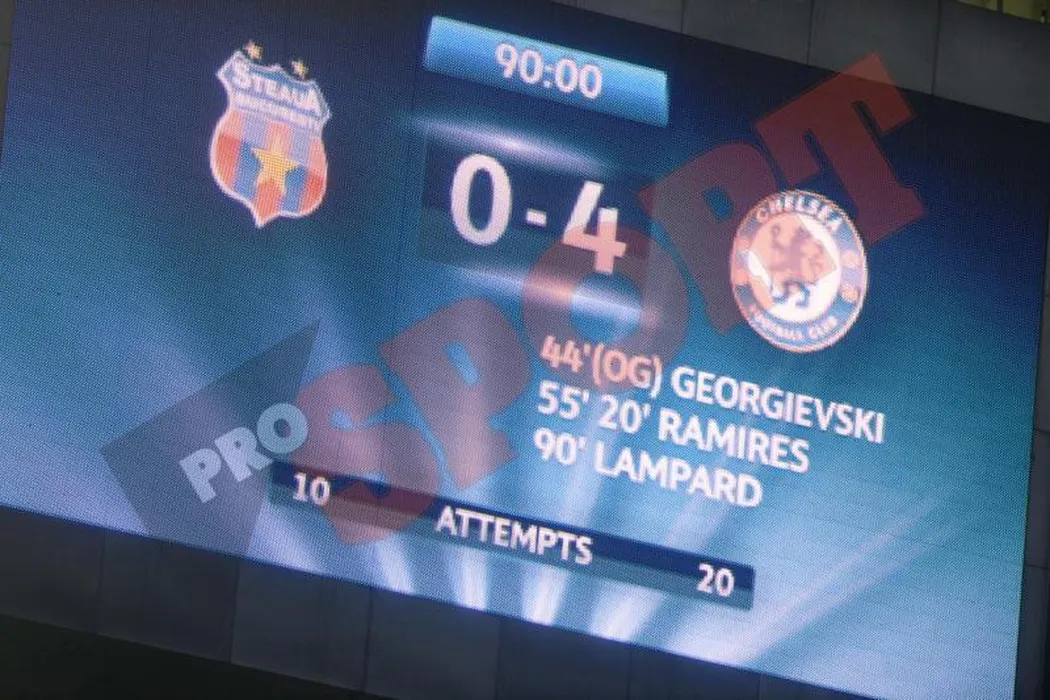 STEAUA
BUCURESTI
90:00
0-4
CHELSEA
FOOTBALL CLUB
44'(OG) GEORGIEVSKI
55' 20' RAMIRES
90' LAMPARD
10
ATTEMPTS
20
PRO SPORT